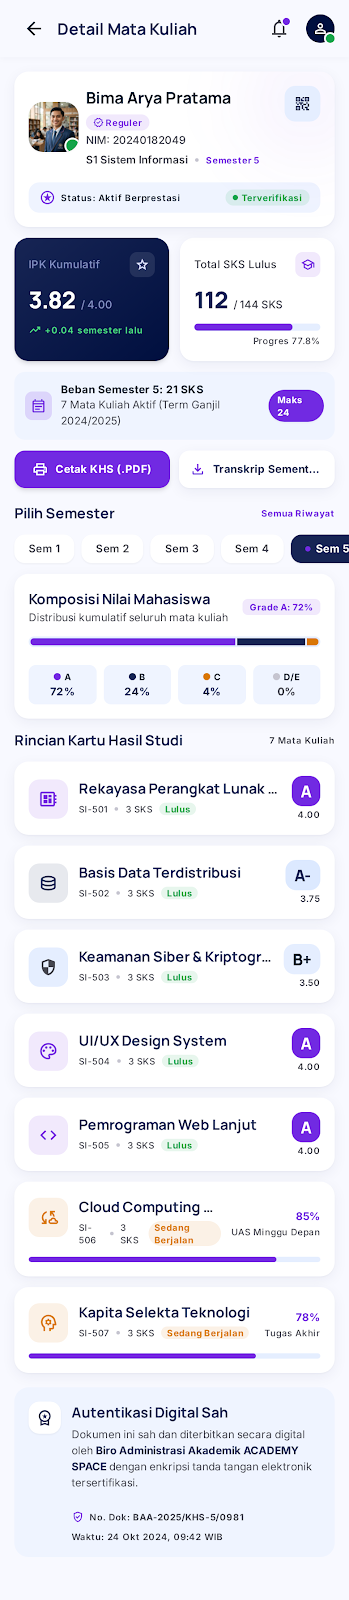 Detail Mata Kuliah
Bima Arya Pratama
Reguler
NIM: 20240182049
S1 Sistem Informasi • Semester 5
Status: Aktif Berprestasi
• Terverifikasi
IPK Kumulatif
3.82 / 4.00
+0.04 semester lalu
Total SKS Lulus
112 / 144 SKS
Progres 77.8%
Beban Semester 5: 21 SKS
7 Mata Kuliah Aktif (Term Ganjil
2024/2025)
Maks
24
Cetak KHS (.PDF)
Transkrip Sement...
Pilih Semester
Semua Riwayat
Sem 1
Sem 2
Sem 3
Sem 4
• Sem 5
Komposisi Nilai Mahasiswa
Distribusi kumulatif seluruh mata kuliah
Grade A: 72%
A
72%
B
24%
C
4%
D/E
0%
Rincian Kartu Hasil Studi
7 Mata Kuliah
Rekayasa Perangkat Lunak ...
SI-501 • 3 SKS Lulus
A
4.00
Basis Data Terdistribusi
SI-502 • 3 SKS Lulus
A-
3.75
Keamanan Siber & Kriptogr...
SI-503 • 3 SKS Lulus
B+
3.50
UI/UX Design System
SI-504 • 3 SKS Lulus
A
4.00
Pemrograman Web Lanjut
SI-505 • 3 SKS Lulus
A
4.00
Cloud Computing ...
SI-
506
• 3
SKS
Sedang
Berjalan
85%
UAS Minggu Depan
Kapita Selekta Teknologi
SI-507 • 3 SKS Sedang Berjalan
78%
Tugas Akhir
Autentikasi Digital Sah
Dokumen ini sah dan diterbitkan secara digital
oleh Biro Administrasi Akademik ACADEMY
SPACE dengan enkripsi tanda tangan elektronik
tersertifikasi.
No. Dok: BAA-2025/KHS-5/0981
Waktu: 24 Okt 2024, 09:42 WIB